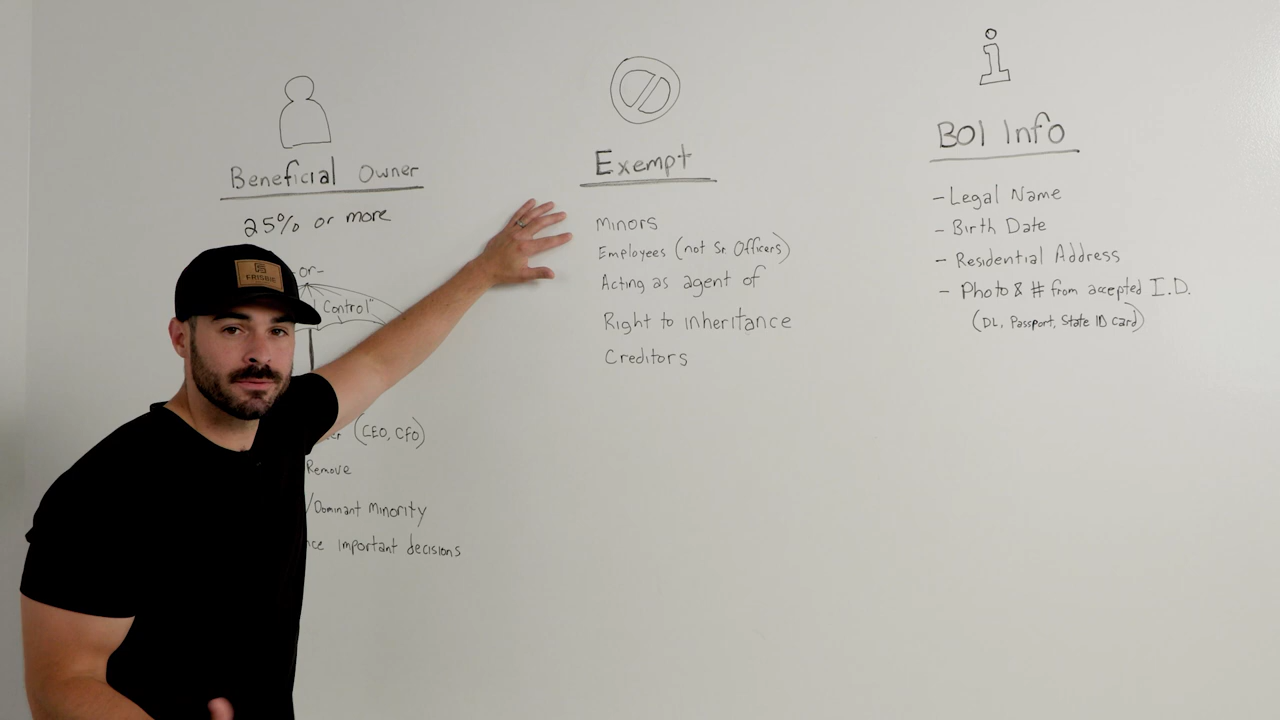 Beneficial Owner
25% or more
-or-
Control"
(CEO, CFO)
Remove
/Dominant Minority
important decisions
Exempt
Minors
Employees (not Sr. Officers)
Acting as agent of
Right to inheritance
Creditors
i
BOI Info
- Legal Name
- Birth Date
- Residential Address
- Photo & # from accepted I.D.
(DL, Passport, State ID Card)
FRISBIE